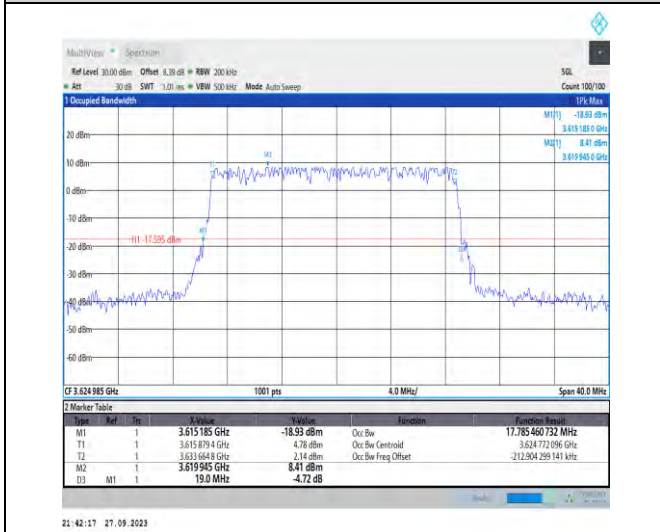 MultiView Spectrum
Ref Level 30.00 dBm Offset 8.39 dB RBW 200 kHz SGL
Att 30 dB SWT 1.01 ms VBW 500 kHz Mode Auto Sweep Count 100/100
1 Occupied Bandwidth 1Pk Max
M1[1] -18.93 dBm
3.615 185 0 GHz
M2[1] 8.41 dBm
3.619 945 0 GHz
20 dBm
10 dBm
0 dBm
-10 dBm
-20 dBm
-30 dBm
-40 dBm
-50 dBm
-60 dBm
M2
T1
T2
M1
H1 -17.595 dBm
CF 3.624 985 GHz 1001 pts 4.0 MHz/ Span 40.0 MHz
2 Marker Table
Type Ref Trc X-Value Y-Value Function Function Result
M1 1 3.615 185 GHz -18.93 dBm Occ Bw 17.785 460 732 MHz
T1 1 3.615 879 4 GHz 4.78 dBm Occ Bw Centroid 3.624 772 096 GHz
T2 1 3.633 664 8 GHz 2.14 dBm Occ Bw Freq Offset -212.904 299 141 kHz
M2 1 3.619 945 GHz 8.41 dBm
D3 M1 1 19.0 MHz -4.72 dB
21:42:17 27.09.2023